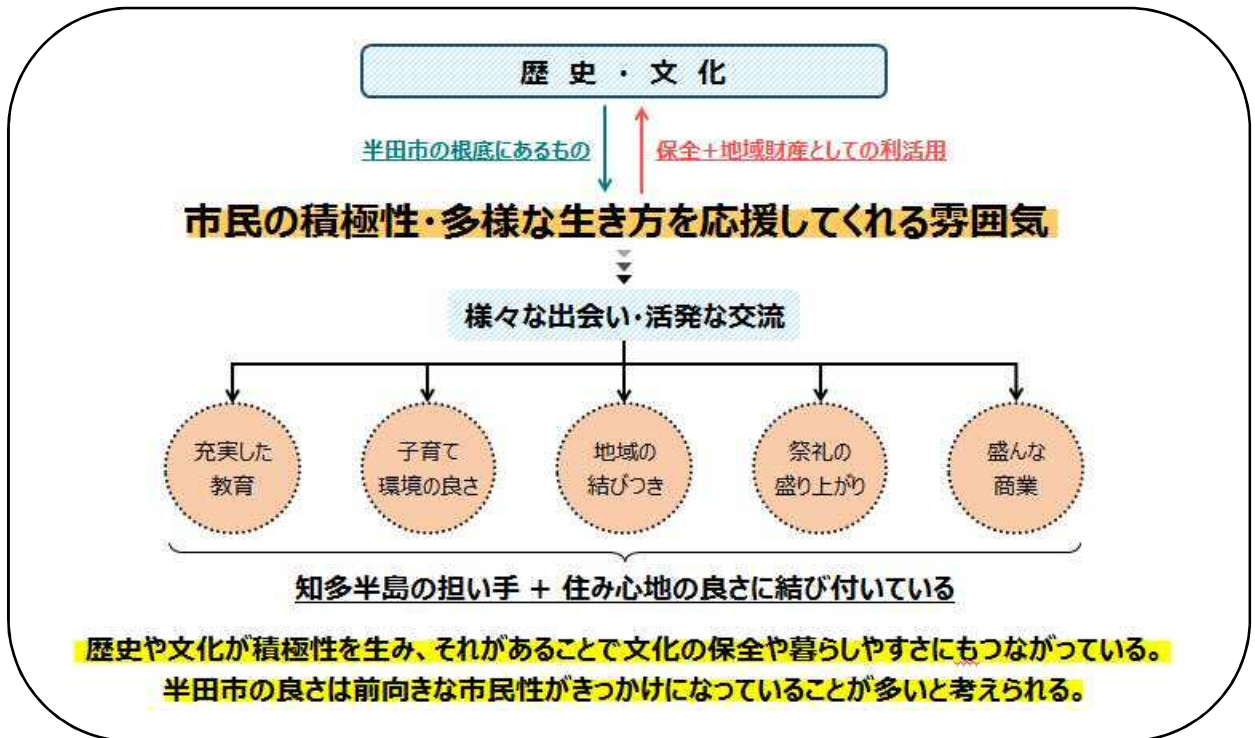 歴 史 ・ 文 化
半田市の根底にあるもの
保全＋地域財産としての利活用
市民の積極性・多様な生き方を応援してくれる雰囲気
様々な出会い・活発な交流
充実した
教育
子育て
環境の良さ
地域の
結びつき
祭礼の
盛り上がり
盛んな
商業
知多半島の担い手 + 住み心地の良さに結び付いている
歴史や文化が積極性を生み、それがあることで文化の保全や暮らしやすさにもつながっている。
半田市の良さは前向きな市民性がきっかけになっていることが多いと考えられる。